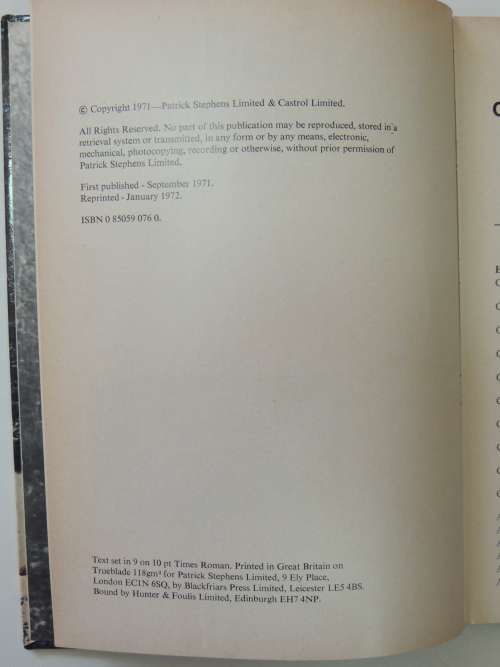 © Copyright 1971—Patrick Stephens Limited & Castrol Limited.
All Rights Reserved. No part of this publication may be reproduced, stored in a
retrieval system or transmitted, in any form or by any means, electronic,
mechanical, photocopying, recording or otherwise, without prior permission of
Patrick Stephens Limited.
First published - September 1971.
Reprinted - January 1972.
ISBN 0 85059 076 0.
Text set in 9 on 10 pt Times Roman. Printed in Great Britain on
Trueblade 118gm² for Patrick Stephens Limited, 9 Ely Place,
London EC1N 6SQ, by Blackfriars Press Limited, Leicester LE5 4BS.
Bound by Hunter & Foulis Limited, Edinburgh EH7 4NP.